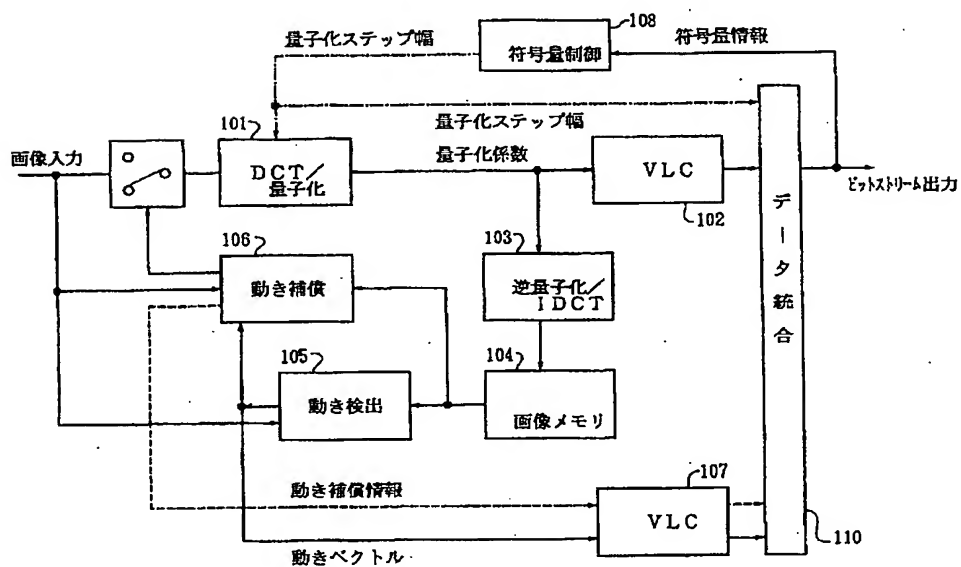 108
量子化ステップ幅
符号量制御
符号量情報
101
量子化ステップ幅
画像入力
DCT/
量子化
量子化係数
VLC
ビットストリーム出力
102
データ統合
106
103
動き補償
逆量子化/
IDCT
105
104
動き検出
画像メモリ
107
動き補償情報
VLC
110
動きベクトル